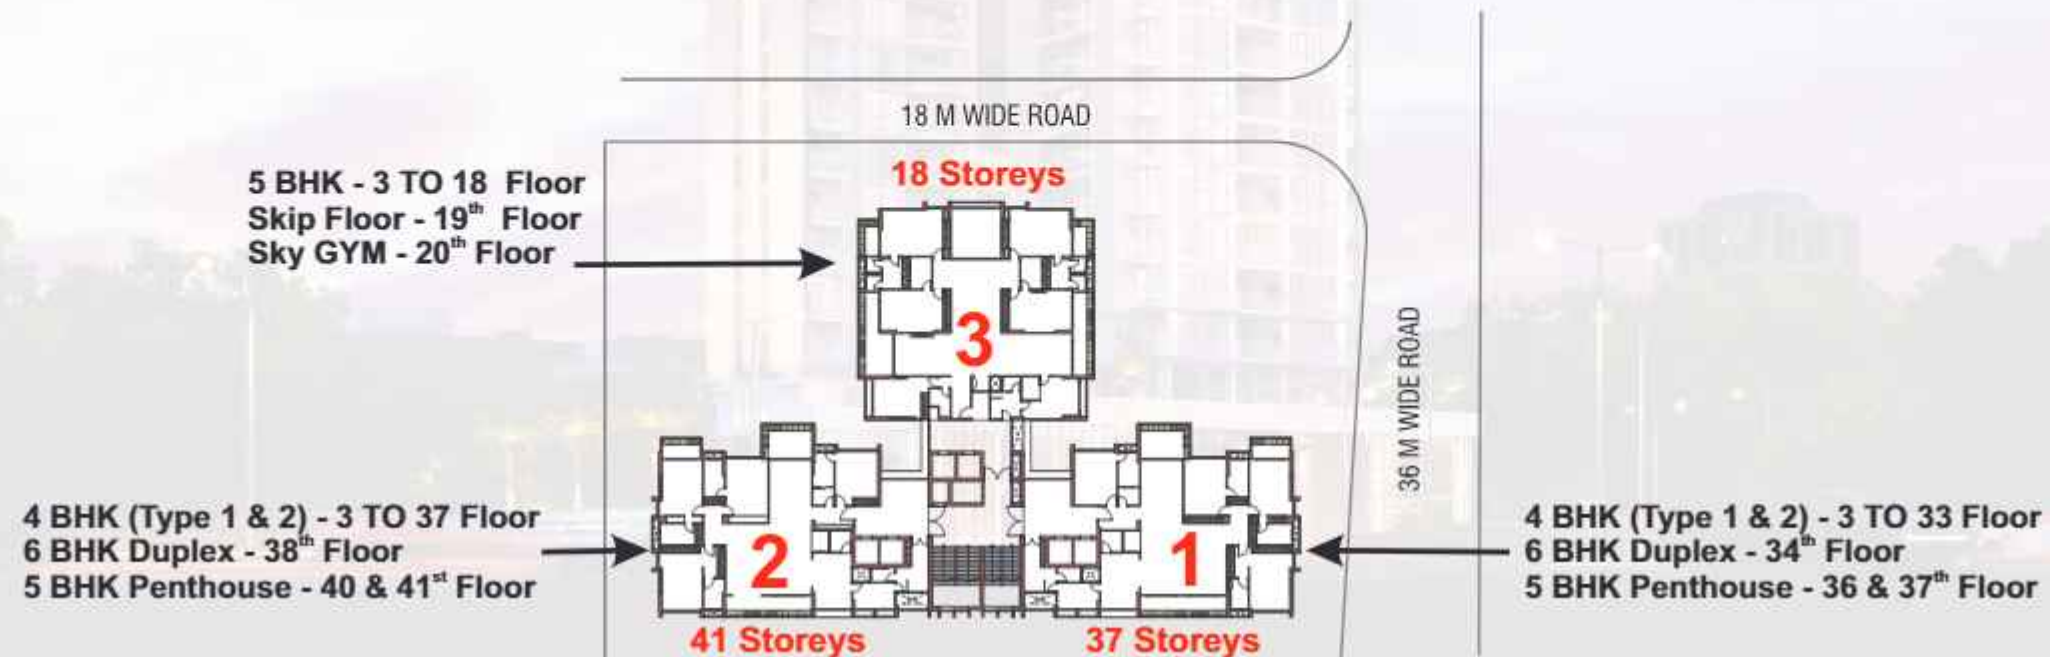 18 M WIDE ROAD
18 Storeys
5 BHK - 3 TO 18 Floor
Skip Floor - 19th Floor
Sky GYM - 20th Floor
3
36 M WIDE ROAD
4 BHK (Type 1 & 2) - 3 TO 37 Floor
6 BHK Duplex - 38th Floor
5 BHK Penthouse - 40 & 41st Floor
2
41 Storeys
1
37 Storeys
4 BHK (Type 1 & 2) - 3 TO 33 Floor
6 BHK Duplex - 34th Floor
5 BHK Penthouse - 36 & 37th Floor